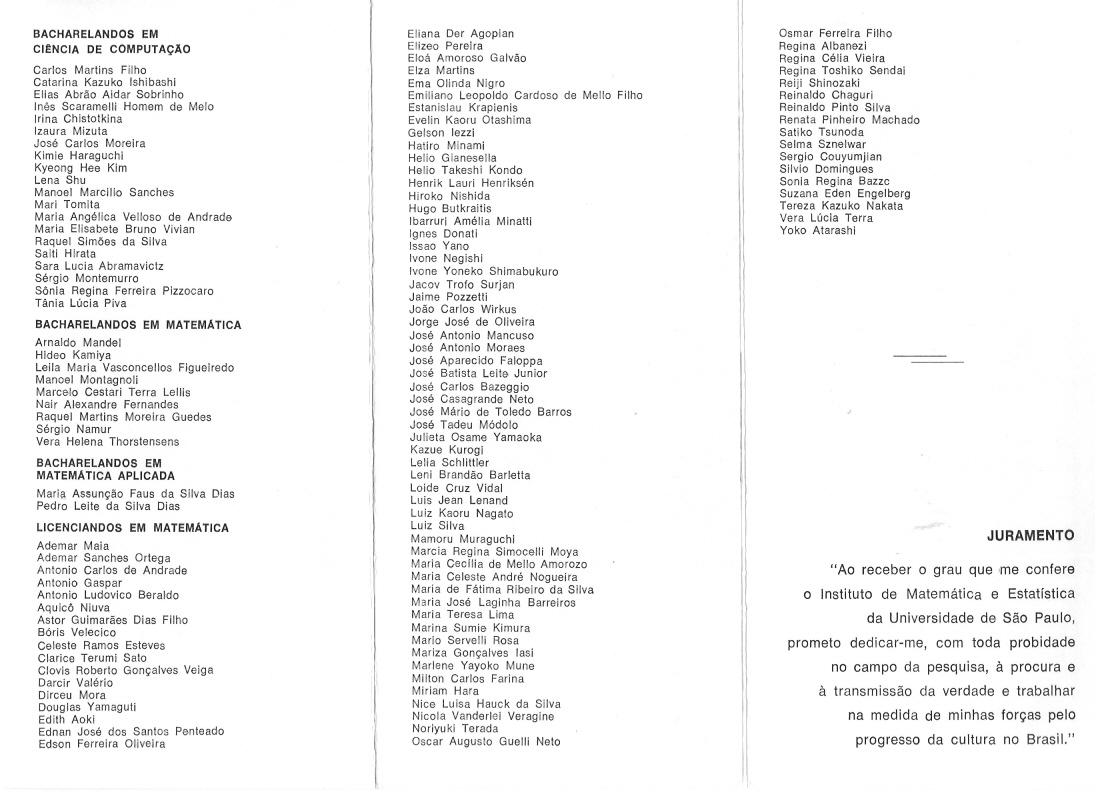 BACHARELANDOS EM
CIÊNCIA DE COMPUTAÇÃO
Carlos Martins Filho
Catarina Kazuko Ishibashi
Elias Abrão Aidar Sobrinho
Inês Scaramelli Homem de Melo
Irina Chistotkina
Izaura Mizuta
José Carlos Moreira
Kimie Haraguchi
Kyeong Hee Kim
Lena Shu
Manoel Marcilio Sanches
Mari Tomita
Maria Angélica Velloso de Andrade
Maria Elisabete Bruno Vivian
Raquel Simões da Silva
Saiti Hirata
Sara Lucia Abramavictz
Sérgio Montemurro
Sônia Regina Ferreira Pizzocaro
Tânia Lúcia Piva
BACHARELANDOS EM MATEMÁTICA
Arnaldo Mandel
Hideo Kamiya
Leila Maria Vasconcellos Figueiredo
Manoel Montagnoli
Marcelo Cestari Terra Lellis
Nair Alexandre Fernandes
Raquel Martins Moreira Guedes
Sérgio Namur
Vera Helena Thorstensens
BACHARELANDOS EM
MATEMÁTICA APLICADA
Maria Assunção Faus da Silva Dias
Pedro Leite da Silva Dias
LICENCIANDOS EM MATEMÁTICA
Ademar Maia
Ademar Sanches Ortega
Antonio Carlos de Andrade
Antonio Gaspar
Antonio Ludovico Beraldo
Aquicô Niuva
Astor Guimarães Dias Filho
Bóris Velecico
Celeste Ramos Esteves
Clarice Terumi Sato
Clovis Roberto Gonçalves Veiga
Darcir Valério
Dirceu Mora
Douglas Yamaguti
Edith Aoki
Ednan José dos Santos Penteado
Edson Ferreira Oliveira
Eliana Der Agopian
Elizeo Pereira
Eloá Amoroso Galvão
Elza Martins
Ema Olinda Nigro
Emiliano Leopoldo Cardoso de Mello Filho
Estanislau Krapienis
Evelin Kaoru Otashima
Gelson Iezzi
Hatiro Minami
Helio Gianesella
Helio Takeshi Kondo
Henrik Lauri Henriksén
Hiroko Nishida
Hugo Butkraitis
Ibarruri Amélia Minatti
Ignes Donati
Issao Yano
Ivone Negishi
Ivone Yoneko Shimabukuro
Jacov Trofo Surjan
Jaime Pozzetti
João Carlos Wirkus
Jorge José de Oliveira
José Antonio Mancuso
José Antonio Moraes
José Aparecido Faloppa
José Batista Leite Junior
José Carlos Bazeggio
José Casagrande Neto
José Mário de Toledo Barros
José Tadeu Módolo
Julieta Osame Yamaoka
Kazue Kurogi
Lelia Schlittler
Leni Brandão Barletta
Loide Cruz Vidal
Luis Jean Lenand
Luiz Kaoru Nagato
Luiz Silva
Mamoru Muraguchi
Marcia Regina Simocelli Moya
Maria Cecília de Mello Amorozo
Maria Celeste André Nogueira
Maria de Fátima Ribeiro da Silva
Maria José Laginha Barreiros
Maria Teresa Lima
Marina Sumie Kimura
Mario Servelli Rosa
Mariza Gonçalves Iasi
Marlene Yayoko Mune
Milton Carlos Farina
Miriam Hara
Nice Luisa Hauck da Silva
Nicola Vanderlei Veragine
Noriyuki Terada
Oscar Augusto Guelli Neto
Osmar Ferreira Filho
Regina Albanezi
Regina Célia Vieira
Regina Toshiko Sendai
Reiji Shinozaki
Reinaldo Chaguri
Reinaldo Pinto Silva
Renata Pinheiro Machado
Satiko Tsunoda
Selma Sznelwar
Sergio Couyumjian
Silvio Domingues
Sonia Regina Bazzc
Suzana Eden Engelberg
Tereza Kazuko Nakata
Vera Lúcia Terra
Yoko Atarashi
JURAMENTO
"Ao receber o grau que me confere
o Instituto de Matemática e Estatística
da Universidade de São Paulo,
prometo dedicar-me, com toda probidade
no campo da pesquisa, à procura e
à transmissão da verdade e trabalhar
na medida de minhas forças pelo
progresso da cultura no Brasil."